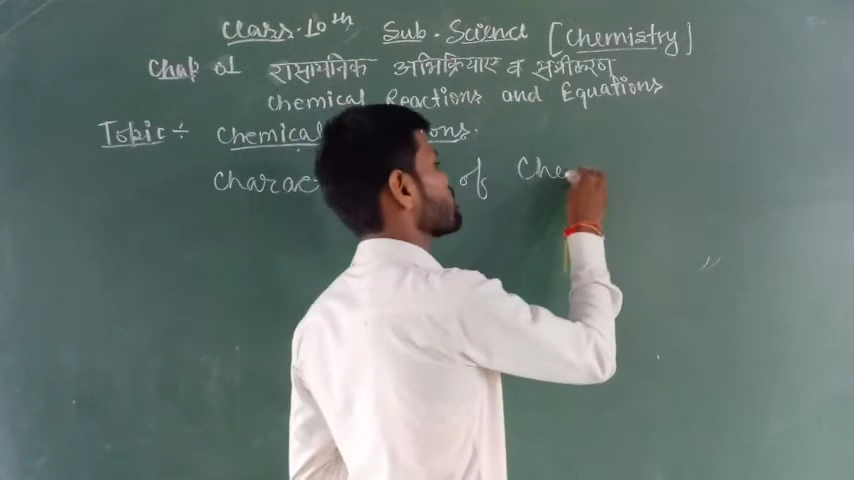 Class. 10th Sub. Science [Chemistry]
Chap 01 रासायनिक अभिक्रियाए व समीकरण
Chemical Reactions and Equations
Topic ÷ Chemical ons.
Charac of Che